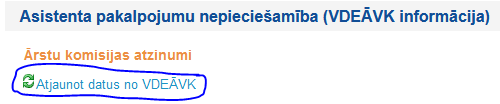 Asistenta pakalpojumu nepieciešamība (VDEĀVK informācija)
Ārstu komisijas atzinumi
Atjaunot datus no VDEĀVK